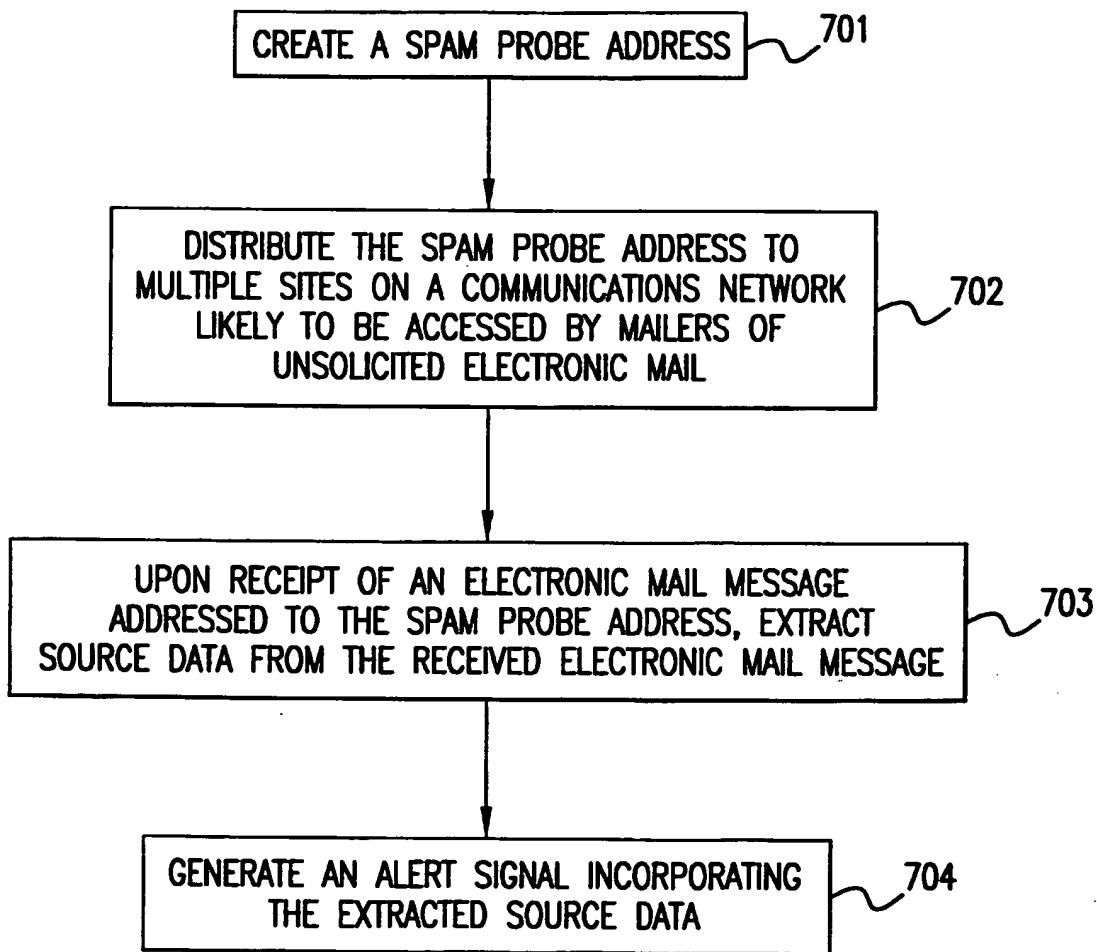 CREATE A SPAM PROBE ADDRESS
701
DISTRIBUTE THE SPAM PROBE ADDRESS TO
MULTIPLE SITES ON A COMMUNICATIONS NETWORK
LIKELY TO BE ACCESSED BY MAILERS OF
UNSOLICITED ELECTRONIC MAIL
702
UPON RECEIPT OF AN ELECTRONIC MAIL MESSAGE
ADDRESSED TO THE SPAM PROBE ADDRESS, EXTRACT
SOURCE DATA FROM THE RECEIVED ELECTRONIC MAIL MESSAGE
703
GENERATE AN ALERT SIGNAL INCORPORATING
THE EXTRACTED SOURCE DATA
704